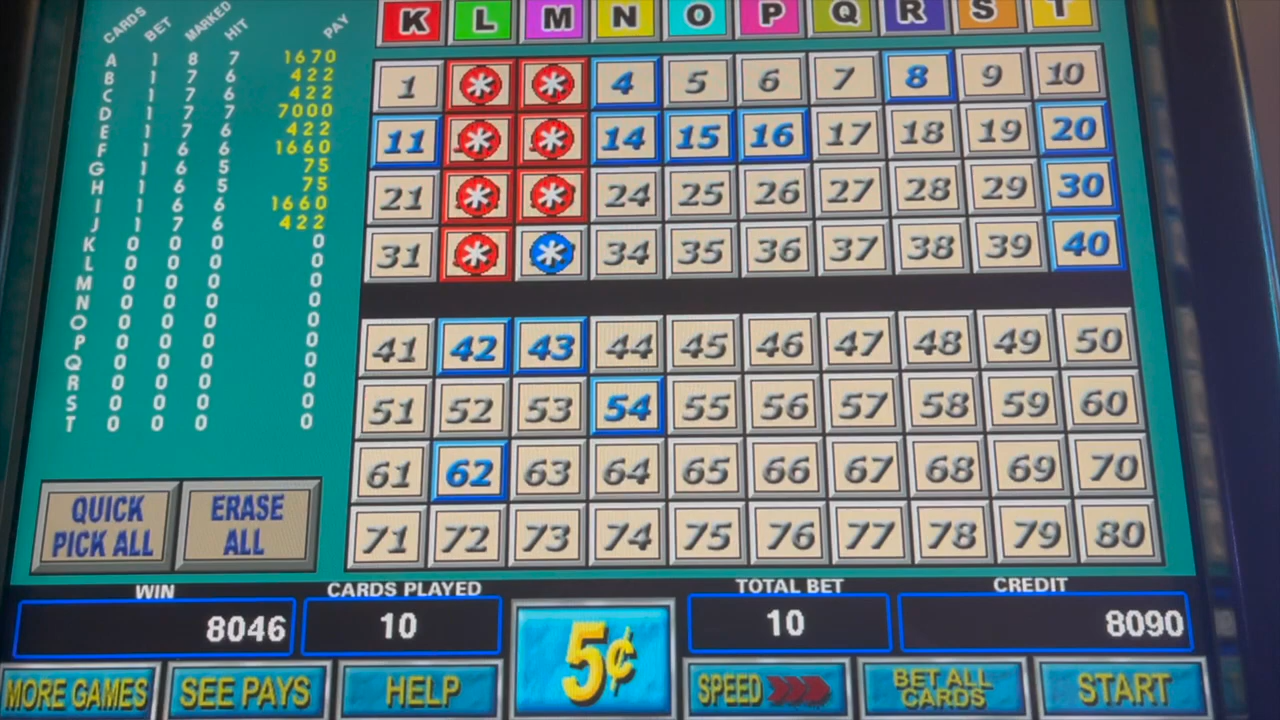 CARDS BET MARKED HIT PAY
A 1 8 7 1670
B 1 7 6 422
C 1 7 6 422
D 1 7 7 7000
E 1 7 6 422
F 1 6 6 1660
G 1 6 5 75
H 1 6 5 75
I 1 6 6 1660
J 1 7 6 422
K 0 0 0 0
L 0 0 0 0
M 0 0 0 0
N 0 0 0 0
O 0 0 0 0
P 0 0 0 0
Q 0 0 0 0
R 0 0 0 0
S 0 0 0 0
T 0 0 0 0
K L M N O P Q R S T
1 4 5 6 7 8 9 10
11 14 15 16 17 18 19 20
21 24 25 26 27 28 29 30
31 34 35 36 37 38 39 40
41 42 43 44 45 46 47 48 49 50
51 52 53 54 55 56 57 58 59 60
61 62 63 64 65 66 67 68 69 70
71 72 73 74 75 76 77 78 79 80
QUICK
PICK ALL
ERASE
ALL
WIN
8046
CARDS PLAYED
10
5¢
TOTAL BET
10
CREDIT
8090
MORE GAMES
SEE PAYS
HELP
SPEED
BET ALL
CARDS
START